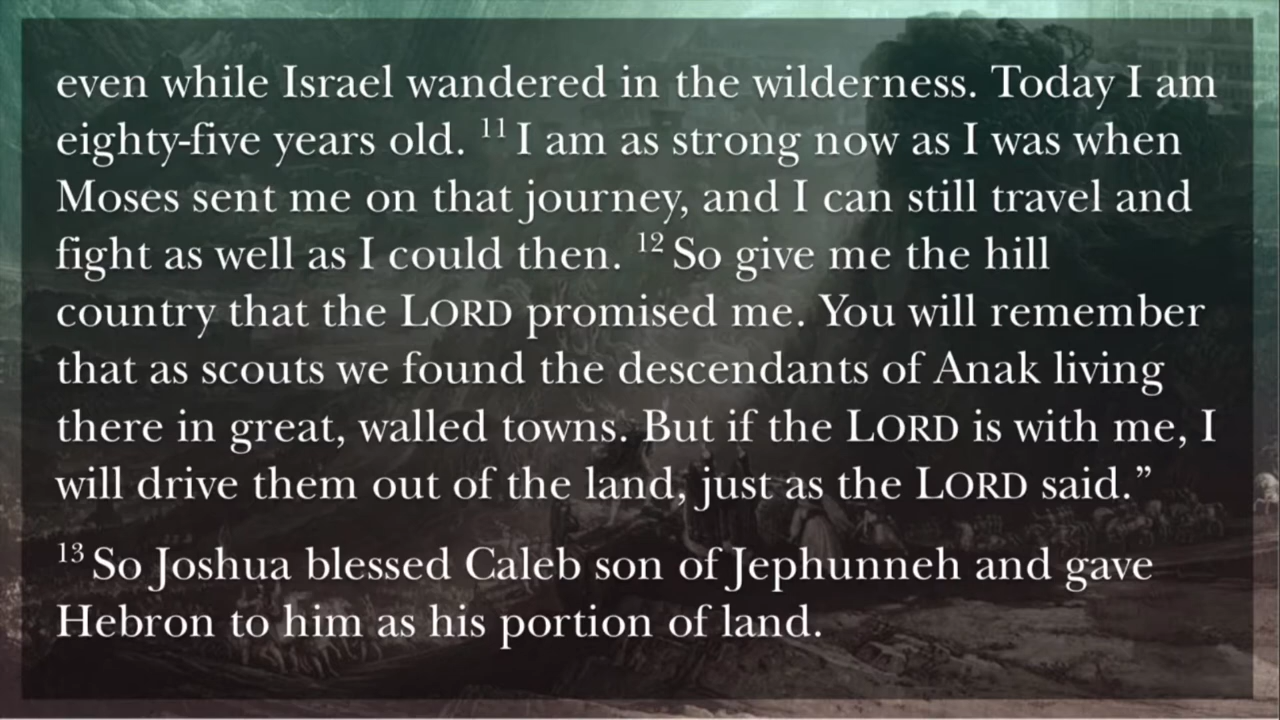 even while Israel wandered in the wilderness. Today I am
eighty-five years old. 11 I am as strong now as I was when
Moses sent me on that journey, and I can still travel and
fight as well as I could then. 12 So give me the hill
country that the LORD promised me. You will remember
that as scouts we found the descendants of Anak living
there in great, walled towns. But if the LORD is with me, I
will drive them out of the land, just as the LORD said.”
13 So Joshua blessed Caleb son of Jephunneh and gave
Hebron to him as his portion of land.